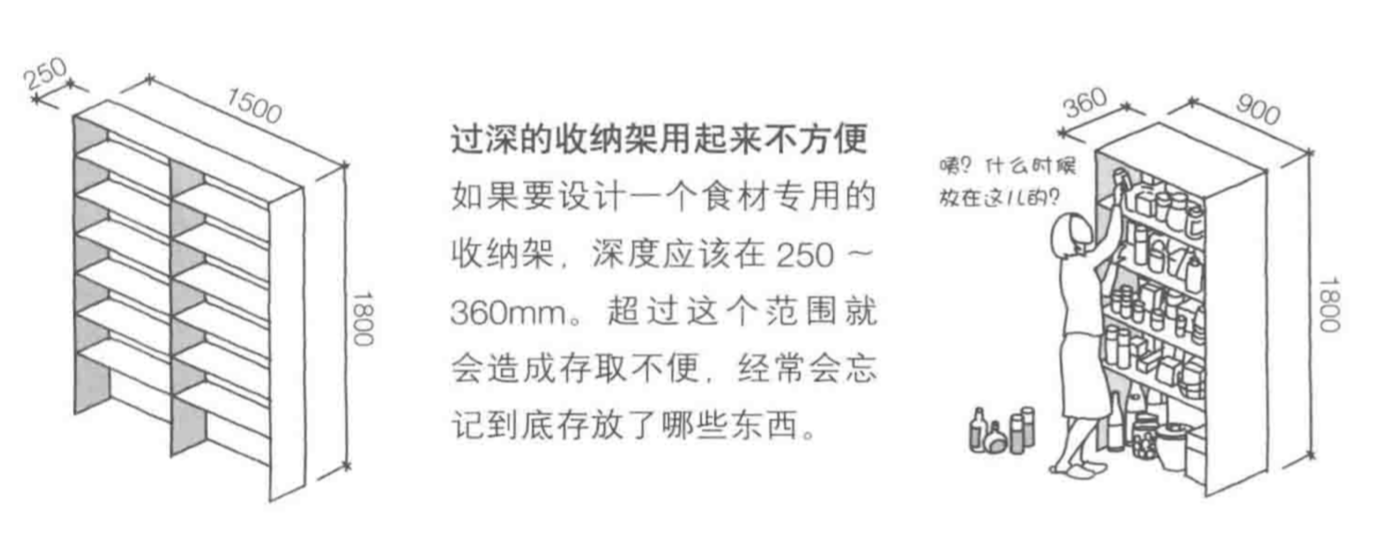 250
1500
1800
过深的收纳架用起来不方便
如果要设计一个食材专用的
收纳架，深度应该在 250 ～
360mm。超过这个范围就
会造成存取不便，经常会忘
记到底存放了哪些东西。
唷？什么时候
放在这儿的？
360
900
1800